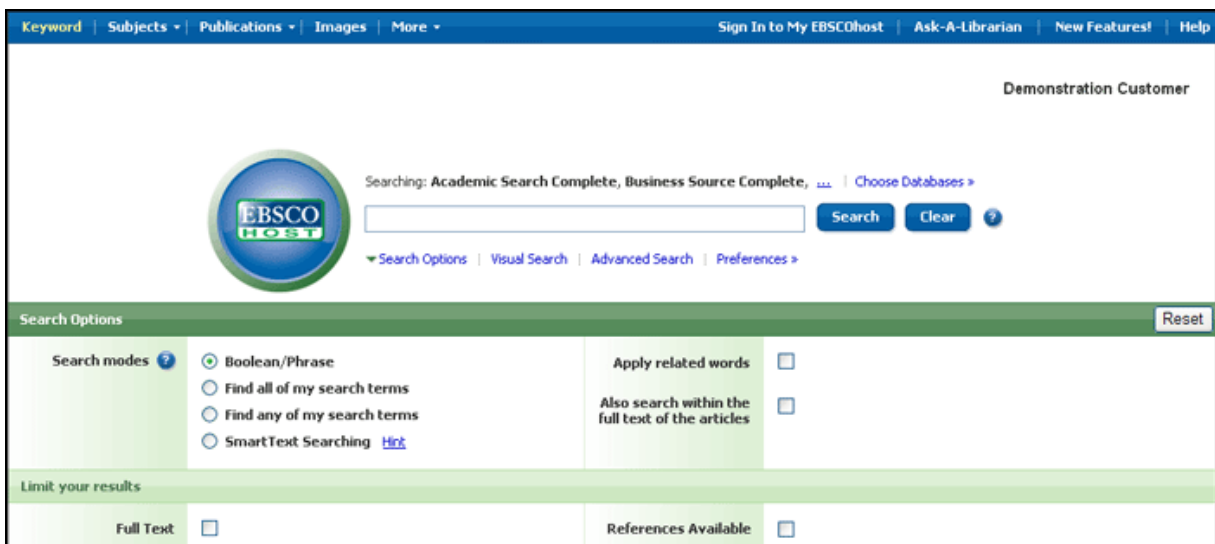 Keyword | Subjects | Publications | Images | More Sign In to My EBSCOhost | Ask-A-Librarian | New Features! | Help
Demonstration Customer
EBSCO
HOST
Searching: Academic Search Complete, Business Source Complete, ... | Choose Databases »
Search Clear ?
Search Options | Visual Search | Advanced Search | Preferences »
Search Options Reset
Search modes ?
Boolean/Phrase
Find all of my search terms
Find any of my search terms
SmartText Searching Hint
Apply related words
Also search within the
full text of the articles
Limit your results
Full Text
References Available